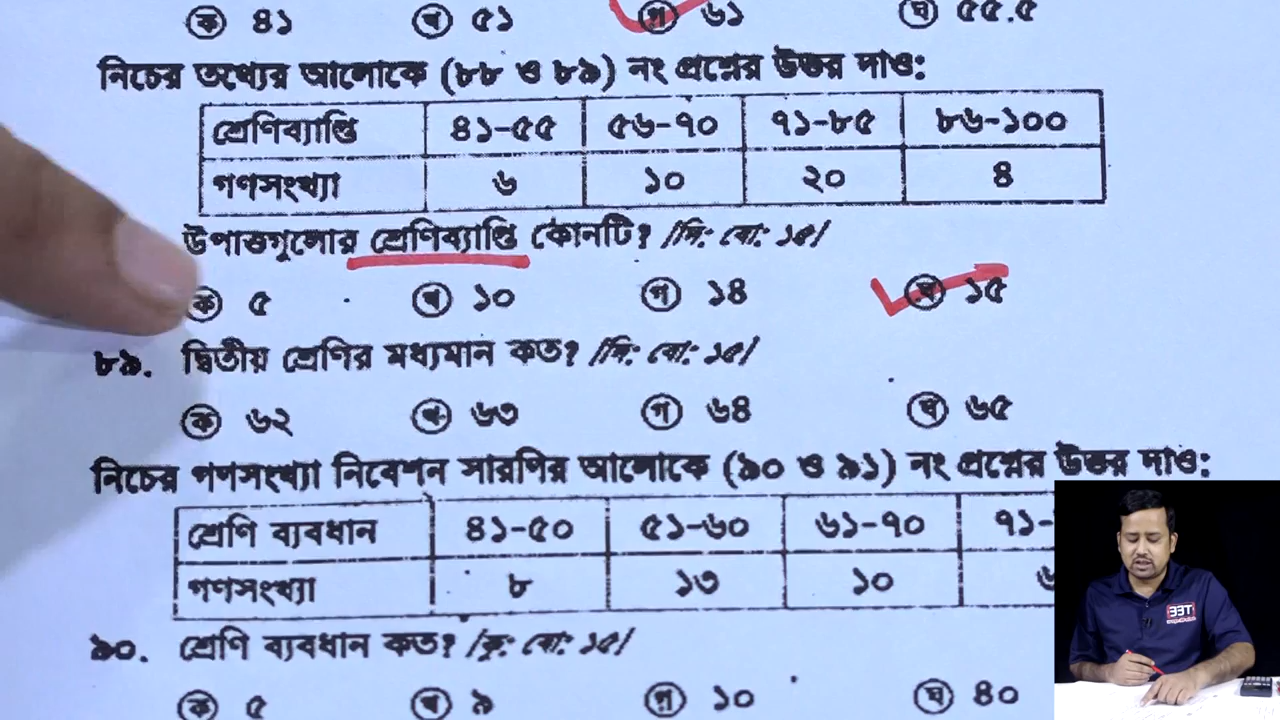 ক ৪১ খ ৫১ গ ৬১ ঘ ৫৫.৫
নিচের তথ্যের আলোকে (৮৮ ও ৮৯) নং প্রশ্নের উত্তর দাও:
শ্রেণিব্যাপ্তি ৪১-৫৫ ৫৬-৭০ ৭১-৮৫ ৮৬-১০০
গণসংখ্যা ৬ ১০ ২০ ৪
উপাত্তগুলোর শ্রেণিব্যাপ্তি কোনটি? /দি: বো: ১৫/
ক ৫ খ ১০ গ ১৪ ঘ ১৫
৮৯. দ্বিতীয় শ্রেণির মধ্যমান কত? /দি: বো: ১৫/
ক ৬২ খ ৬৩ গ ৬৪ ঘ ৬৫
নিচের গণসংখ্যা নিবেশন সারণির আলোকে (৯০ ও ৯১) নং প্রশ্নের উত্তর দাও:
শ্রেণি ব্যবধান ৪১-৫০ ৫১-৬০ ৬১-৭০ ৭১-
গণসংখ্যা ৮ ১৩ ১০
৯০. শ্রেণি ব্যবধান কত? /কু: বো: ১৫/
ক ৫ খ ৯ গ ১০ ঘ ৪০